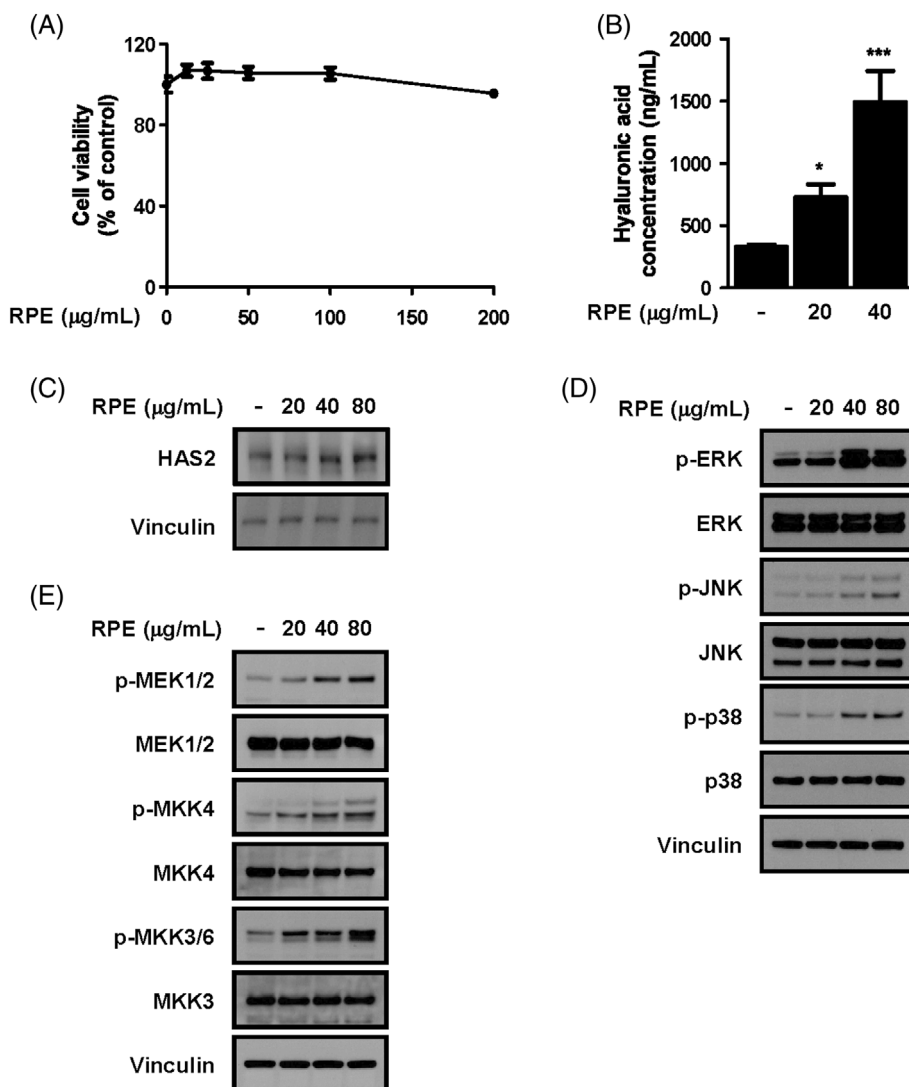 (A)
120
80
40
0
Cell viability
(% of control)
RPE (μg/mL) 0 50 100 150 200
(B)
2000
1500
1000
500
0
Hyaluronic acid
concentration (ng/mL)
*
***
RPE (μg/mL) - 20 40
(C)
RPE (μg/mL) - 20 40 80
HAS2
Vinculin
(D)
RPE (μg/mL) - 20 40 80
p-ERK
ERK
p-JNK
JNK
p-p38
p38
Vinculin
(E)
RPE (μg/mL) - 20 40 80
p-MEK1/2
MEK1/2
p-MKK4
MKK4
p-MKK3/6
MKK3
Vinculin